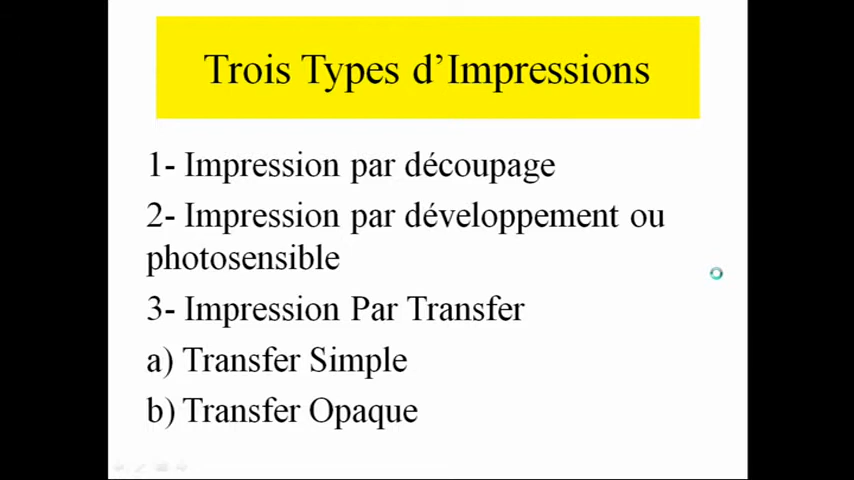 Trois Types d’Impressions
1- Impression par découpage
2- Impression par développement ou
photosensible
3- Impression Par Transfer
a) Transfer Simple
b) Transfer Opaque